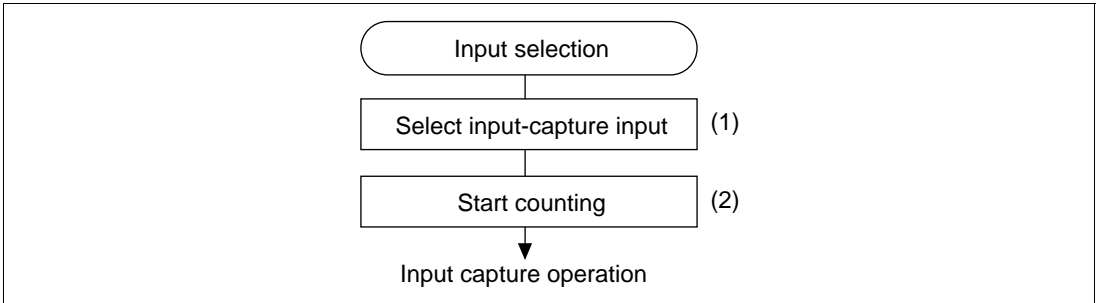 Input selection
Select input-capture input (1)
Start counting (2)
Input capture operation